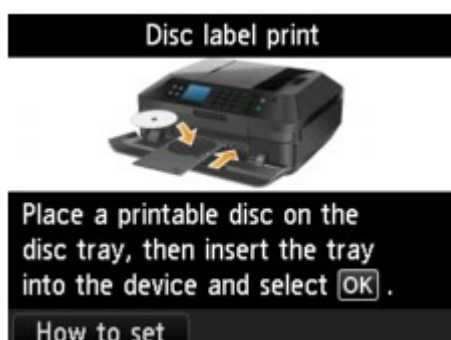 Disc label print
Place a printable disc on the
disc tray, then insert the tray
into the device and select OK .
How to set